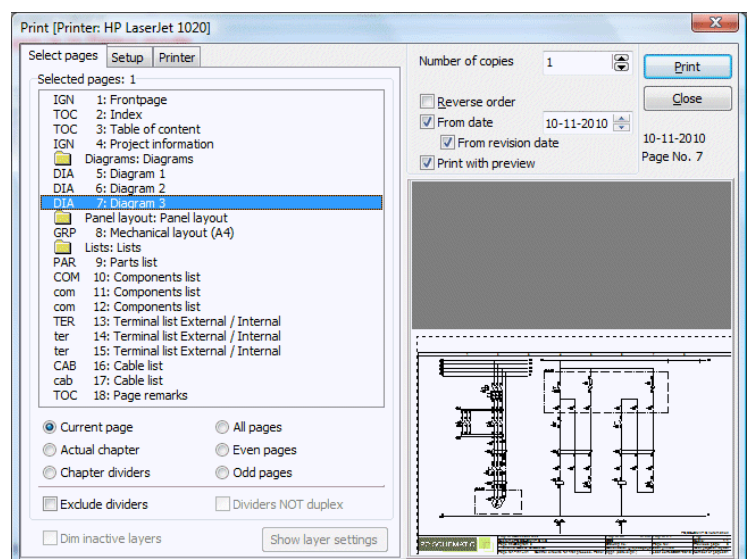 Print [Printer: HP LaserJet 1020]
Select pages Setup Printer
Selected pages: 1
IGN 1: Frontpage
TOC 2: Index
TOC 3: Table of content
IGN 4: Project information
Diagrams: Diagrams
DIA 5: Diagram 1
DIA 6: Diagram 2
DIA 7: Diagram 3
Panel layout: Panel layout
GRP 8: Mechanical layout (A4)
Lists: Lists
PAR 9: Parts list
COM 10: Components list
com 11: Components list
com 12: Components list
TER 13: Terminal list External / Internal
ter 14: Terminal list External / Internal
ter 15: Terminal list External / Internal
CAB 16: Cable list
cab 17: Cable list
TOC 18: Page remarks
Current page All pages
Actual chapter Even pages
Chapter dividers Odd pages
Exclude dividers Dividers NOT duplex
Dim inactive layers Show layer settings
Number of copies 1
Reverse order
From date 10-11-2010
From revision date
Print with preview
Print
Close
10-11-2010
Page No. 7
PC|SCHEMATIC